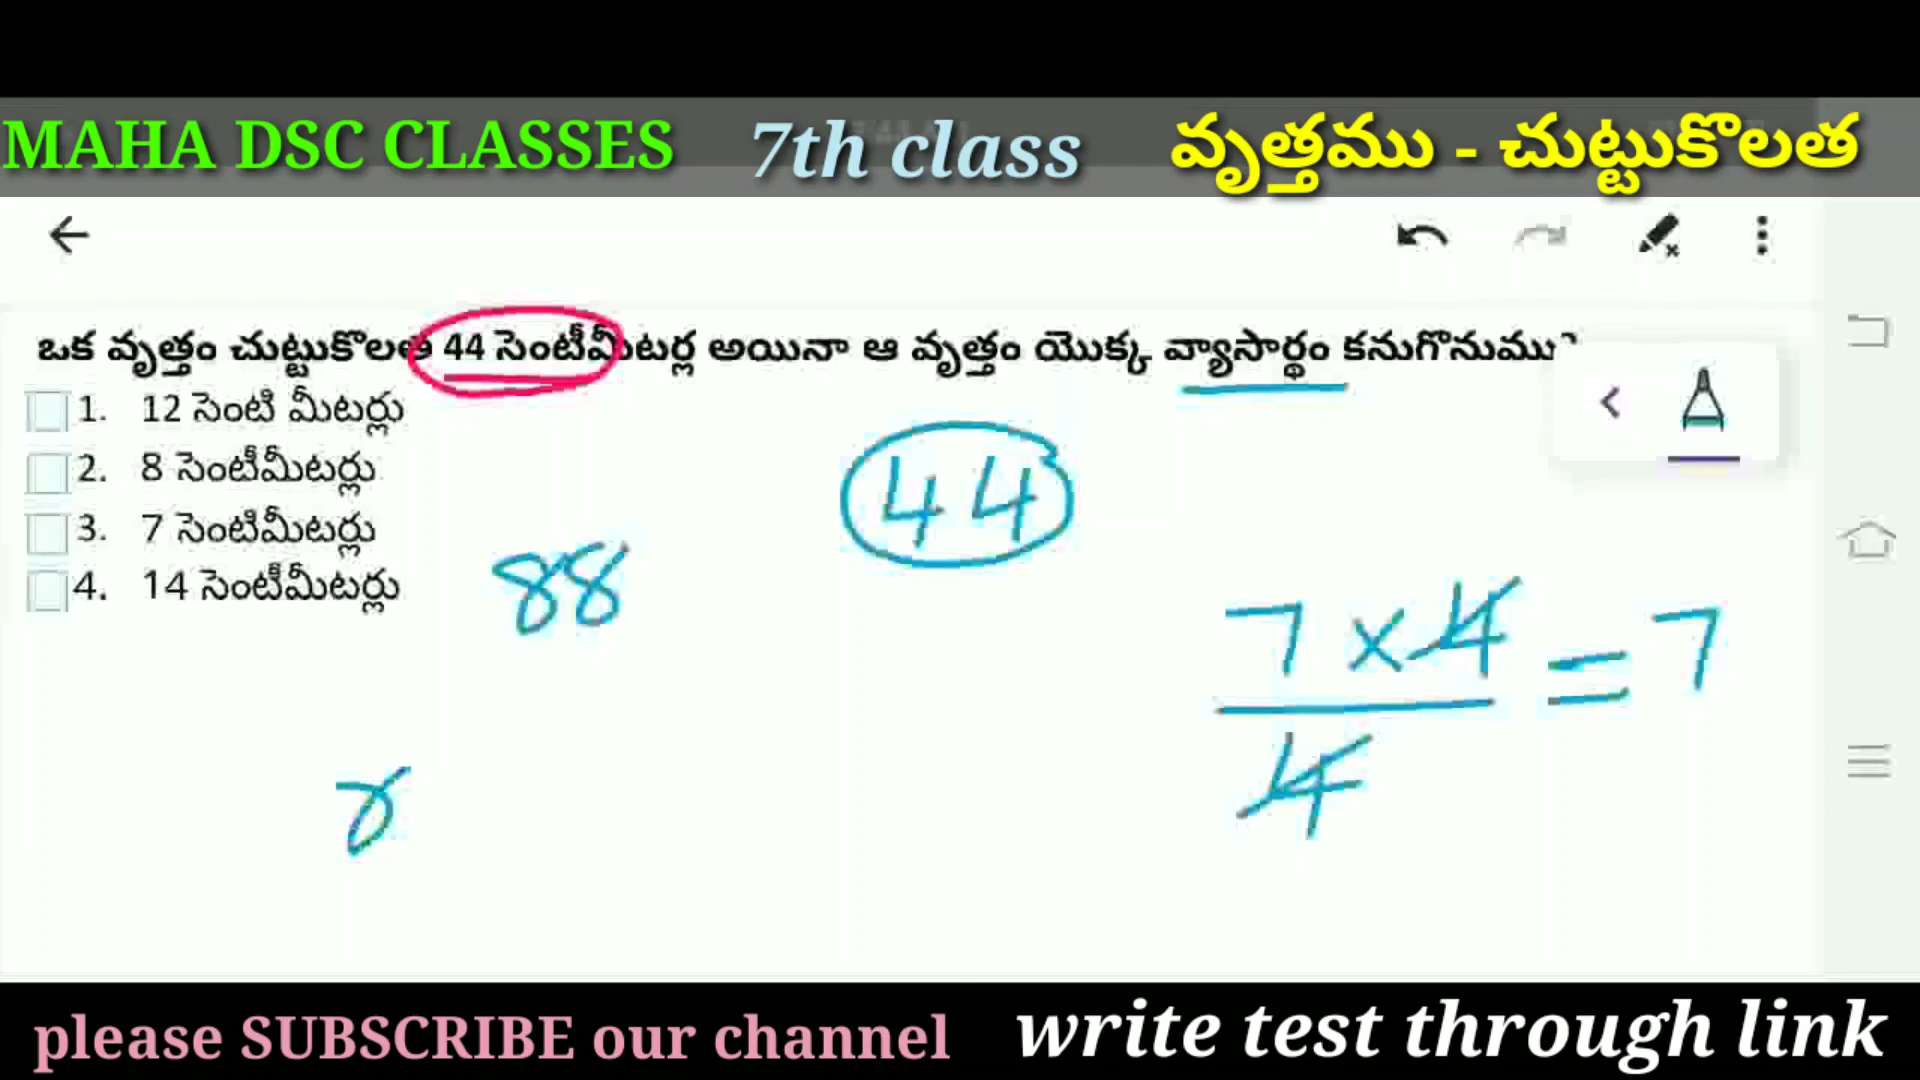 MAHA DSC CLASSES 7th class వృత్తము - చుట్టుకొలత
ఒక వృత్తం చుట్టుకొలత 44 సెంటీమీటర్ల అయినా ఆ వృత్తం యొక్క వ్యాసార్థం కనుగొనుము?
1. 12 సెంటి మీటర్లు
2. 8 సెంటీమీటర్లు
3. 7 సెంటిమీటర్లు
4. 14 సెంటీమీటర్లు
44
88
7 × 4 = 7
4
please SUBSCRIBE our channel write test through link